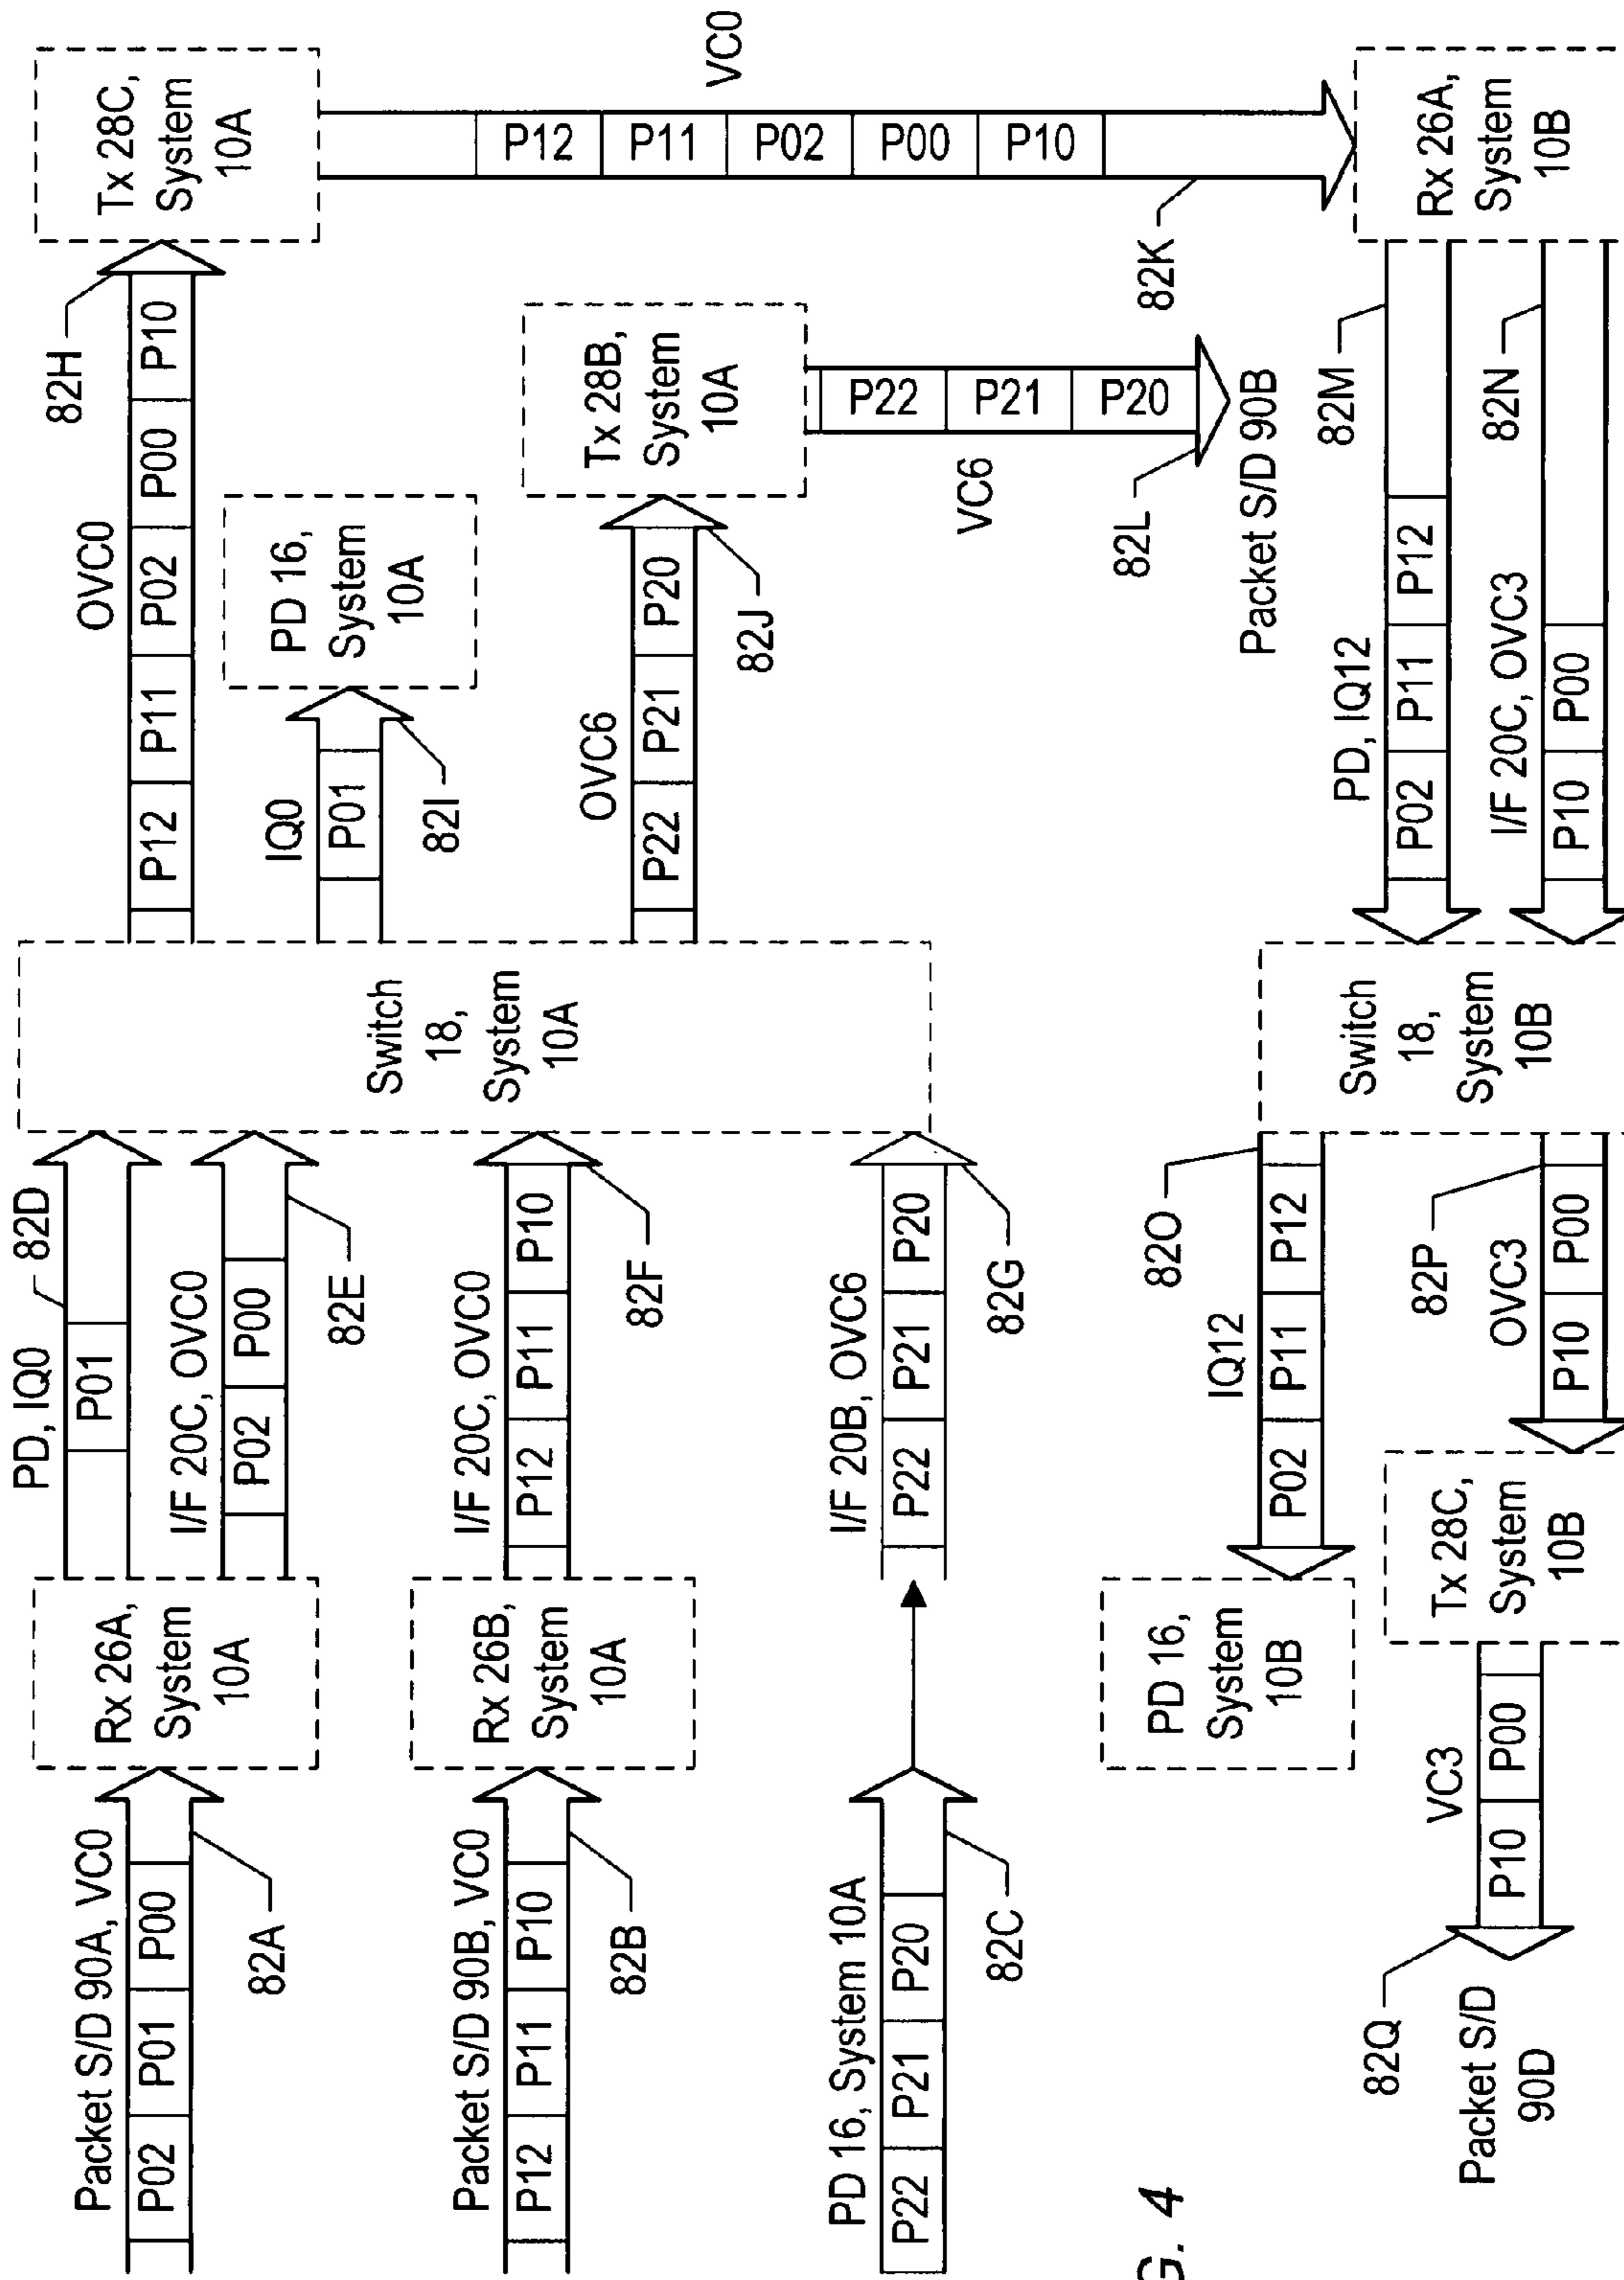 Packet S/D 90A, VC0
P02 P01 P00
82A
Rx 26A,
System
10A
PD, IQ0
82D
P01
I/F 20C, OVC0
P02 P00
82E
Packet S/D 90B, VC0
P12 P11 P10
82B
Rx 26B,
System
10A
I/F 20C, OVC0
P12 P11 P10
82F
PD 16, System 10A
P22 P21 P20
82C
I/F 20B, OVC6
P22 P21 P20
82G
Switch
18,
System
10A
OVC0
P12 P11 P02 P00 P10
82H
Tx 28C,
System
10A
IQ0
P01
82I
PD 16,
System
10A
OVC6
P22 P21 P20
82J
Tx 28B,
System
10A
VC0
P12
P11
P02
P00
P10
82K
VC6
P22
P21
P20
82L
Packet S/D 90B
Rx 26A,
System
10B
PD, IQ12
P02 P11 P12
82M
I/F 20C, OVC3
P10 P00
82N
Switch
18,
System
10B
IQ12
P02 P11 P12
82O
OVC3
P10 P00
82P
PD 16,
System
10B
Tx 28C,
System
10B
VC3
P10 P00
82Q
Packet S/D
90D
G. 4